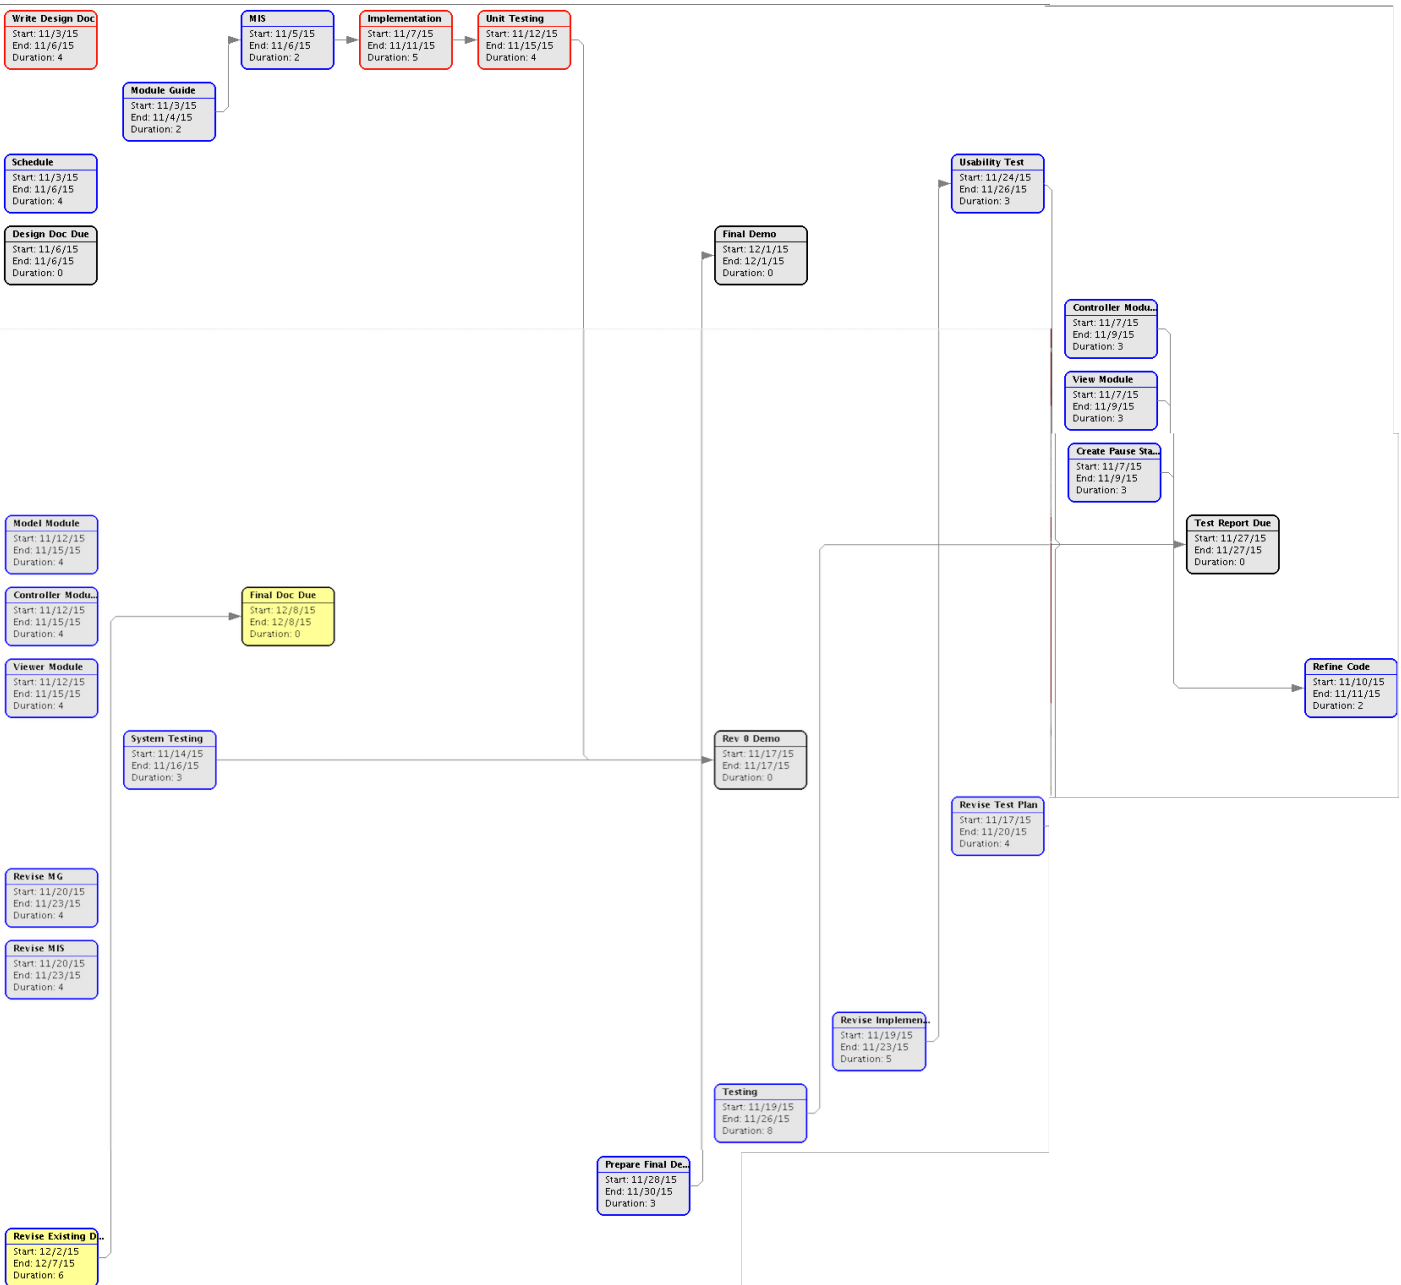 Write Design Doc
Start: 11/3/15
End: 11/6/15
Duration: 4
MIS
Start: 11/5/15
End: 11/6/15
Duration: 2
Implementation
Start: 11/7/15
End: 11/11/15
Duration: 5
Unit Testing
Start: 11/12/15
End: 11/15/15
Duration: 4
Module Guide
Start: 11/3/15
End: 11/4/15
Duration: 2
Schedule
Start: 11/3/15
End: 11/6/15
Duration: 4
Usability Test
Start: 11/24/15
End: 11/26/15
Duration: 3
Design Doc Due
Start: 11/6/15
End: 11/6/15
Duration: 0
Final Demo
Start: 12/1/15
End: 12/1/15
Duration: 0
Controller Modu...
Start: 11/7/15
End: 11/9/15
Duration: 3
View Module
Start: 11/7/15
End: 11/9/15
Duration: 3
Create Pause Sta...
Start: 11/7/15
End: 11/9/15
Duration: 3
Model Module
Start: 11/12/15
End: 11/15/15
Duration: 4
Test Report Due
Start: 11/27/15
End: 11/27/15
Duration: 0
Controller Modu...
Start: 11/12/15
End: 11/15/15
Duration: 4
Final Doc Due
Start: 12/8/15
End: 12/8/15
Duration: 0
Viewer Module
Start: 11/12/15
End: 11/15/15
Duration: 4
Refine Code
Start: 11/10/15
End: 11/11/15
Duration: 2
System Testing
Start: 11/14/15
End: 11/16/15
Duration: 3
Rev 0 Demo
Start: 11/17/15
End: 11/17/15
Duration: 0
Revise Test Plan
Start: 11/17/15
End: 11/20/15
Duration: 4
Revise MG
Start: 11/20/15
End: 11/23/15
Duration: 4
Revise MIS
Start: 11/20/15
End: 11/23/15
Duration: 4
Revise Implemen...
Start: 11/19/15
End: 11/23/15
Duration: 5
Testing
Start: 11/19/15
End: 11/26/15
Duration: 8
Prepare Final De...
Start: 11/28/15
End: 11/30/15
Duration: 3
Revise Existing D...
Start: 12/2/15
End: 12/7/15
Duration: 6